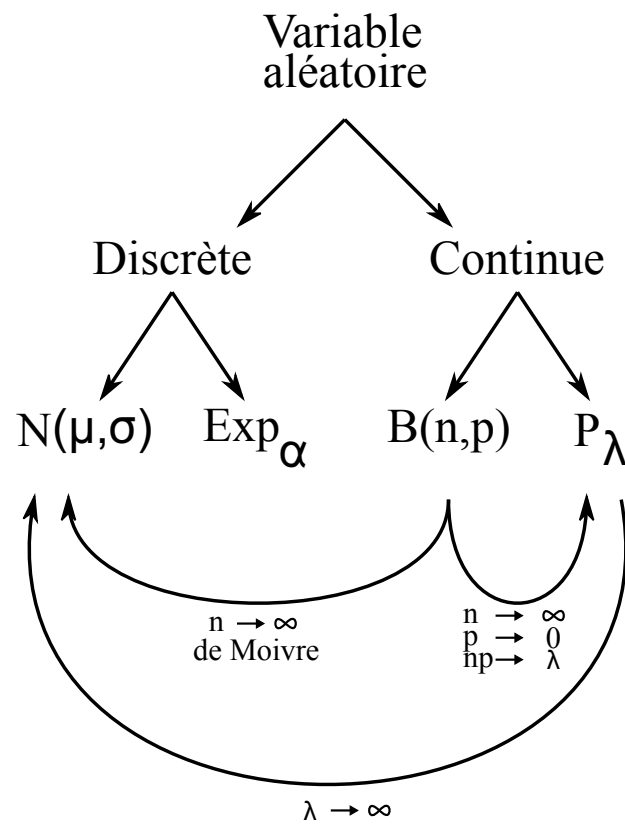 Variable
aléatoire
Discrète
Continue
N(μ,σ)
Exp_α
B(n,p)
P_λ
n → ∞
de Moivre
n → ∞
p → 0
np → λ
λ → ∞